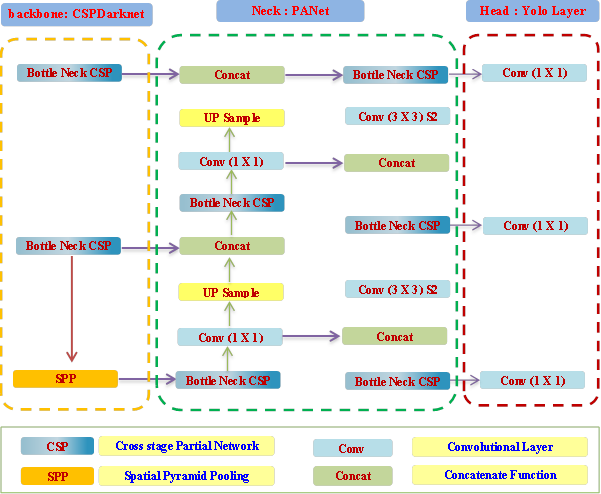 backbone: CSPDarknet
Neck : PANet
Head : Yolo Layer
Bottle Neck CSP
Concat
Bottle Neck CSP
Conv (1 X 1)
UP Sample
Conv (3 X 3) S2
Conv (1 X 1)
Concat
Bottle Neck CSP
Bottle Neck CSP
Conv (1 X 1)
Bottle Neck CSP
Concat
UP Sample
Conv (3 X 3) S2
Conv (1 X 1)
Concat
SPP
Bottle Neck CSP
Bottle Neck CSP
Conv (1 X 1)
CSP
Cross stage Partial Network
Conv
Convolutional Layer
SPP
Spatial Pyramid Pooling
Concat
Concatenate Function